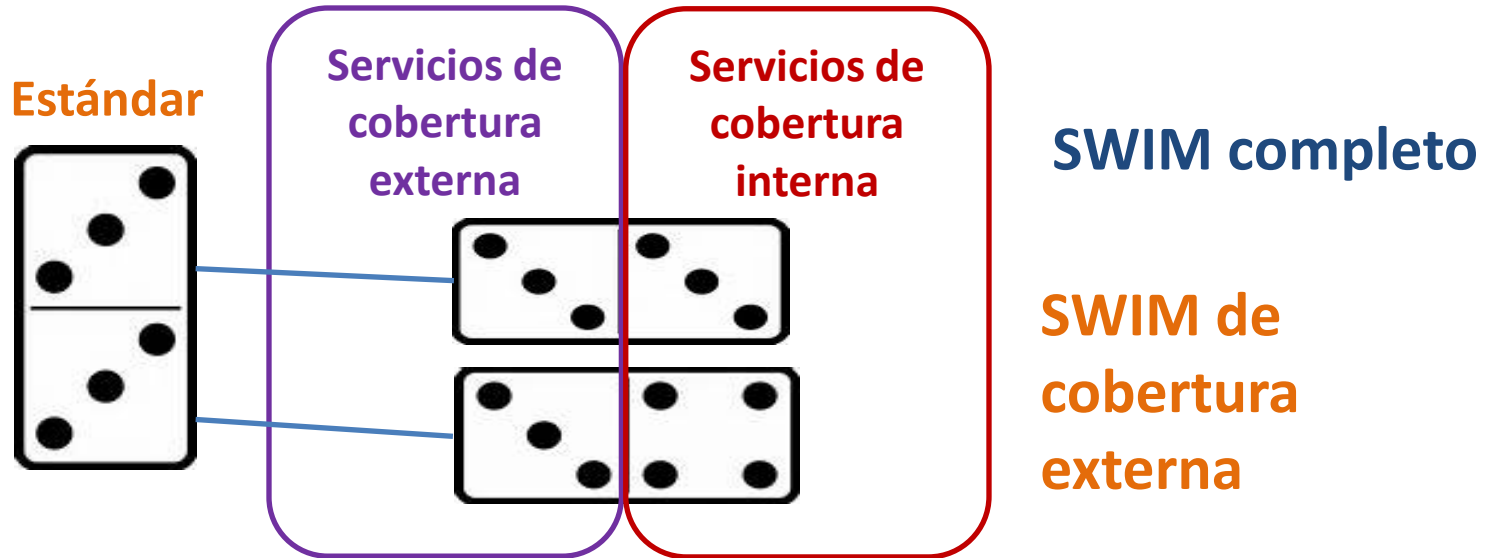 Estándar
Servicios de
cobertura
externa
Servicios de
cobertura
interna
SWIM completo
SWIM de
cobertura
externa